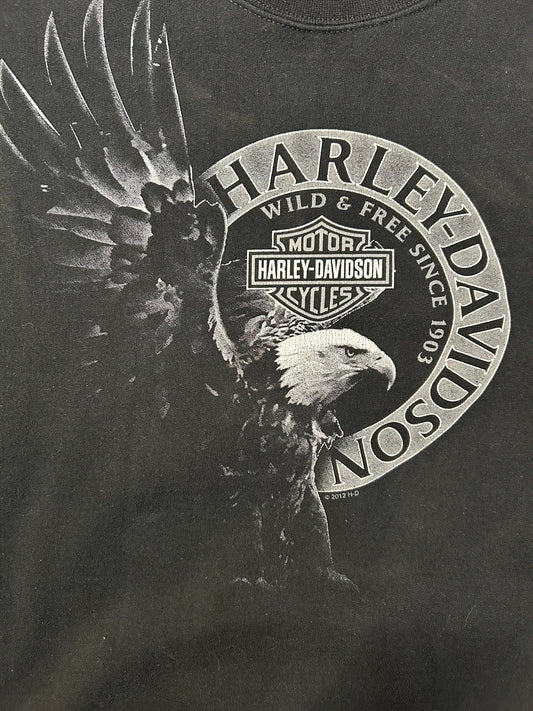 HARLEY-DAVIDSON
WILD & FREE SINCE 1903
MOTOR
HARLEY-DAVIDSON
CYCLES
© 2012 H-D